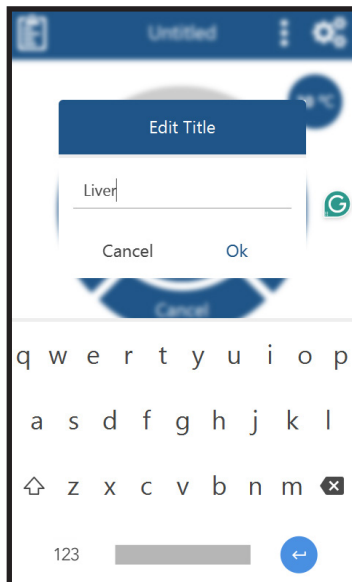 Untitled
°C
Edit Title
Liver
Cancel Ok
Cancel
q w e r t y u i o p
a s d f g h j k l
z x c v b n m
123